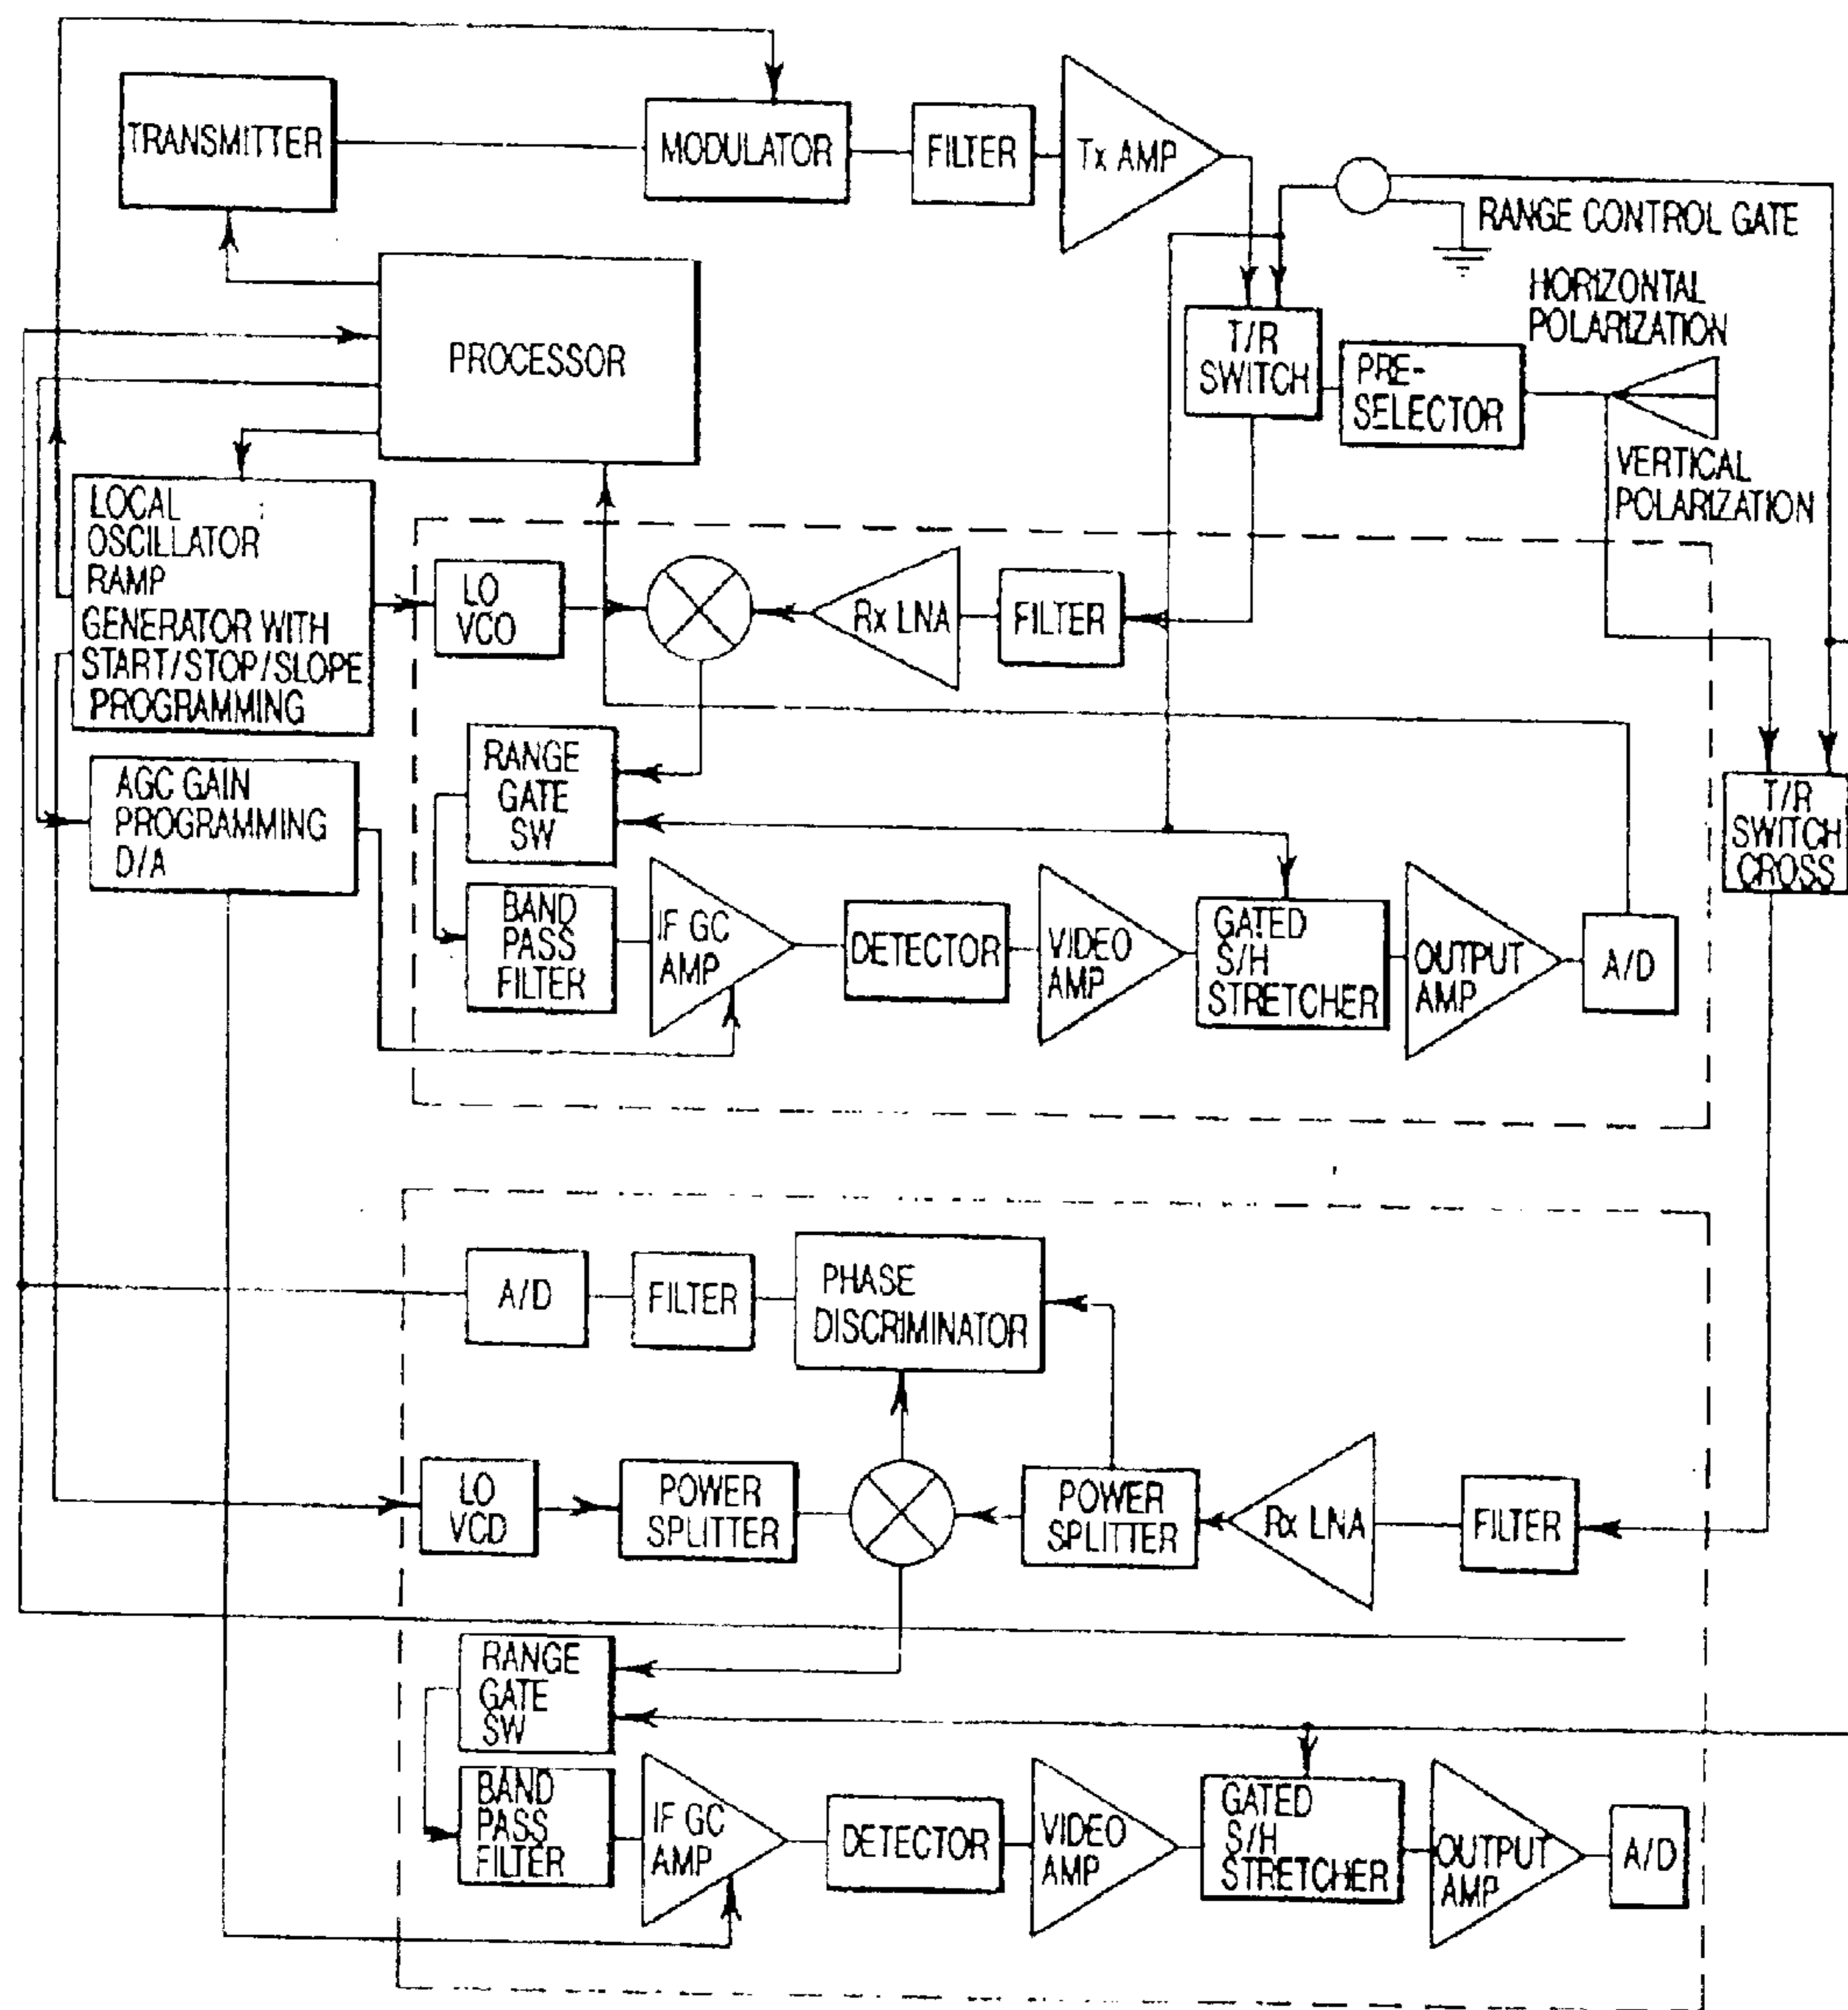 TRANSMITTER
MODULATOR
FILTER
Tx AMP
RANGE CONTROL GATE
PROCESSOR
T/R
SWITCH
PRE-
SELECTOR
HORIZONTAL
POLARIZATION
VERTICAL
POLARIZATION
LOCAL
OSCILLATOR
RAMP
GENERATOR WITH
START/STOP/SLOPE
PROGRAMMING
LO
VCO
Rx LNA
FILTER
AGC GAIN
PROGRAMMING
D/A
RANGE
GATE
SW
T/R
SWITCH
CROSS
BAND
PASS
FILTER
IF GC
AMP
DETECTOR
VIDEO
AMP
GATED
S/H
STRETCHER
OUTPUT
AMP
A/D
A/D
FILTER
PHASE
DISCRIMINATOR
LO
VCD
POWER
SPLITTER
POWER
SPLITTER
Rx LNA
FILTER
RANGE
GATE
SW
BAND
PASS
FILTER
IF GC
AMP
DETECTOR
VIDEO
AMP
GATED
S/H
STRETCHER
OUTPUT
AMP
A/D